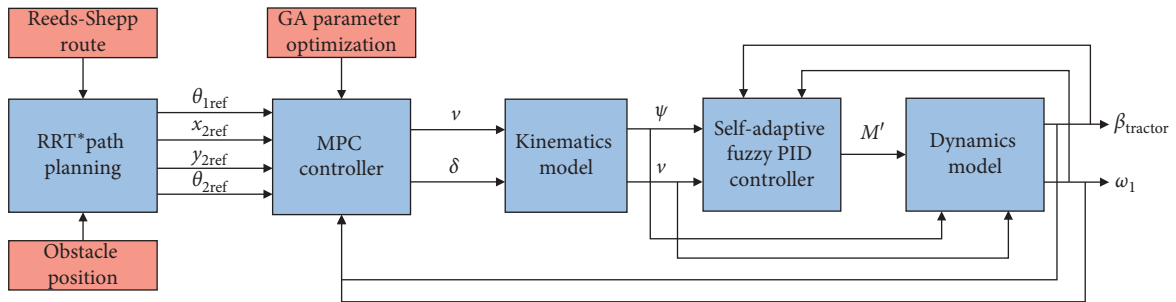 Reeds-Shepp
route
GA parameter
optimization
RRT*path
planning
θ1ref
x2ref
y2ref
θ2ref
MPC
controller
ν
δ
Kinematics
model
ψ
ν
Self-adaptive
fuzzy PID
controller
M′
Dynamics
model
βtractor
ω1
Obstacle
position